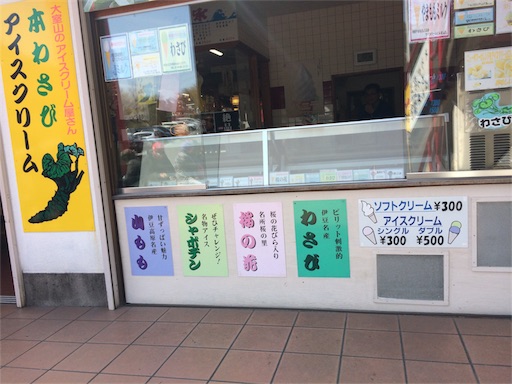 大室山のアイスクリーム屋さん
本わさび
アイスクリーム
わさび
わさび
甘ずっぱい魅力
伊豆高原名産
山もも
ぜひチャレンジ!
名物アイス
シャボテン
桜の花びら入り
名所桜の里
桜の花
ピリット刺激的
伊豆名産
わさび
ソフトクリーム ¥300
アイスクリーム
シングル ダブル
¥300 ¥500